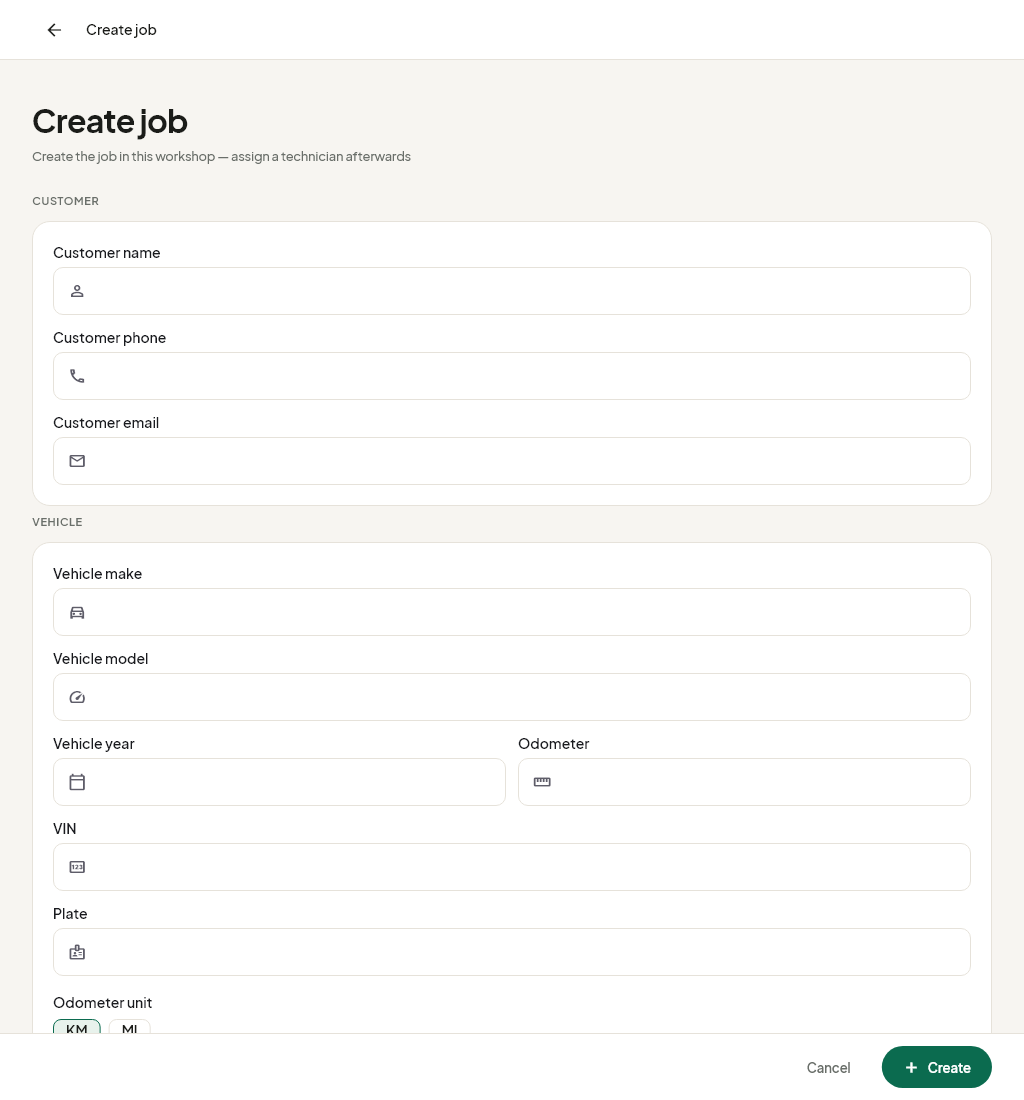 Create job
Create job
Create the job in this workshop — assign a technician afterwards
CUSTOMER
Customer name
Customer phone
Customer email
VEHICLE
Vehicle make
Vehicle model
Vehicle year
Odometer
VIN
123
Plate
Odometer unit
KM MI
Cancel
Create